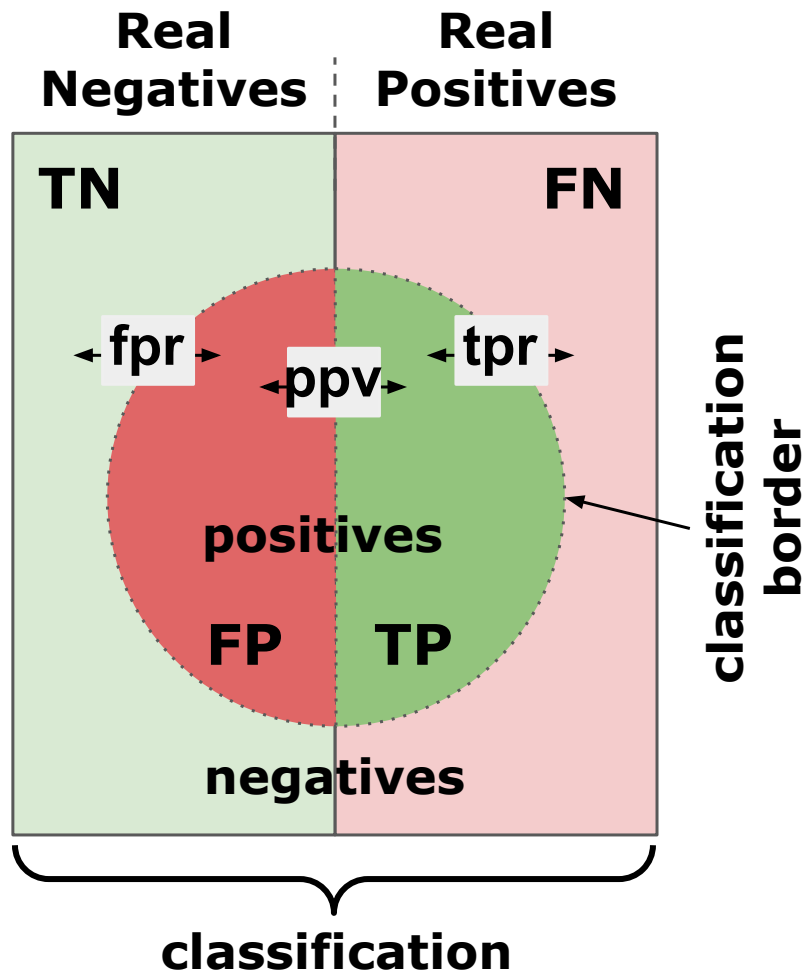 Real
Negatives
Real
Positives
TN
FN
fpr
ppv
tpr
positives
FP
TP
negatives
classification
border
classification